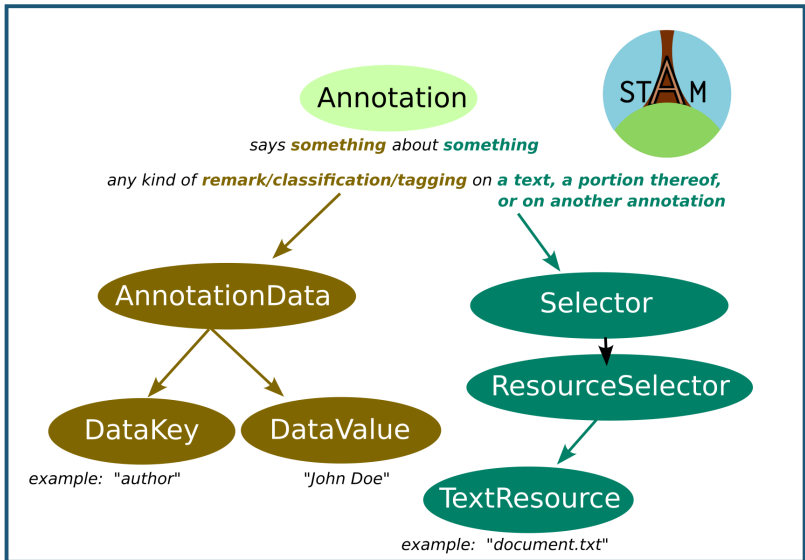 Annotation
STAM
says something about something
any kind of remark/classification/tagging on a text, a portion thereof,
or on another annotation
AnnotationData
Selector
ResourceSelector
DataKey
DataValue
example: "author"
"John Doe"
TextResource
example: "document.txt"